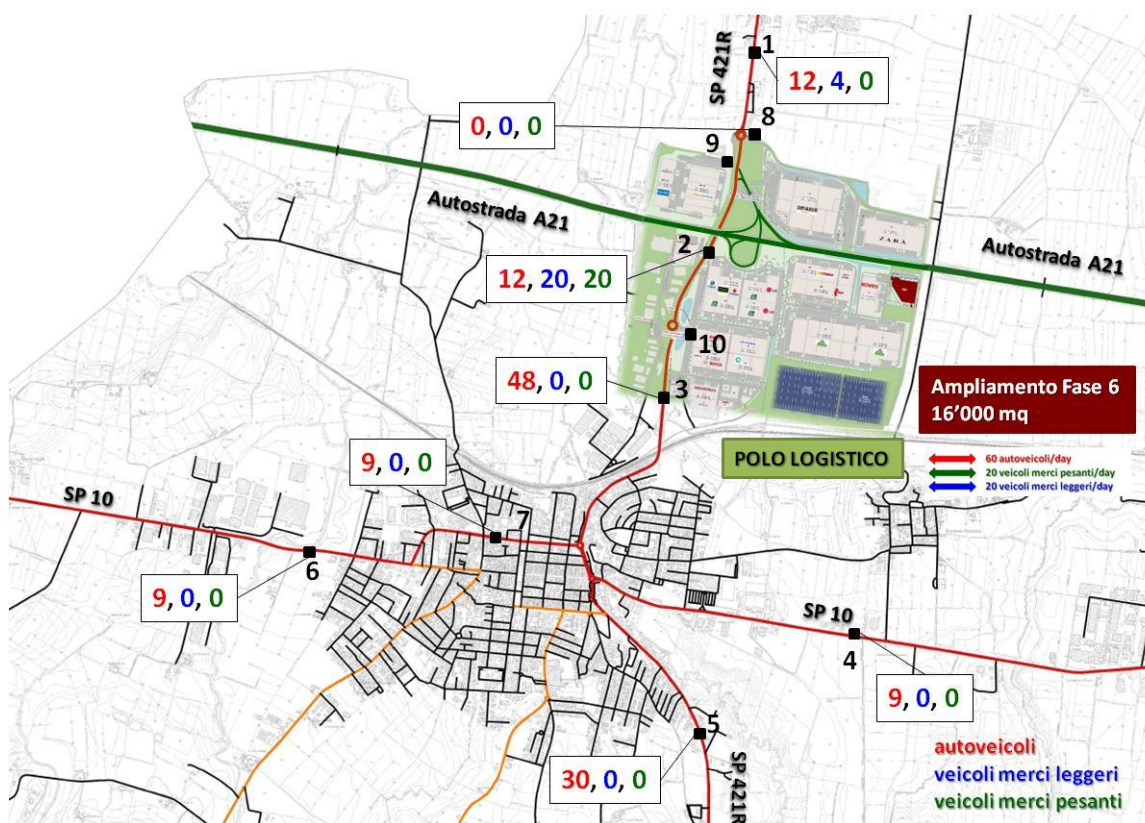 SP 421R
1
12, 4, 0
0, 0, 0
8
9
Autostrada A21
ZARA
2
Autostrada A21
12, 20, 20
10
48, 0, 0
3
Ampliamento Fase 6
16’000 mq
POLO LOGISTICO
60 autoveicoli/day
20 veicoli merci pesanti/day
20 veicoli merci leggeri/day
9, 0, 0
SP 10
7
6
9, 0, 0
SP 10
4
9, 0, 0
5
30, 0, 0
SP 421R
autoveicoli
veicoli merci leggeri
veicoli merci pesanti